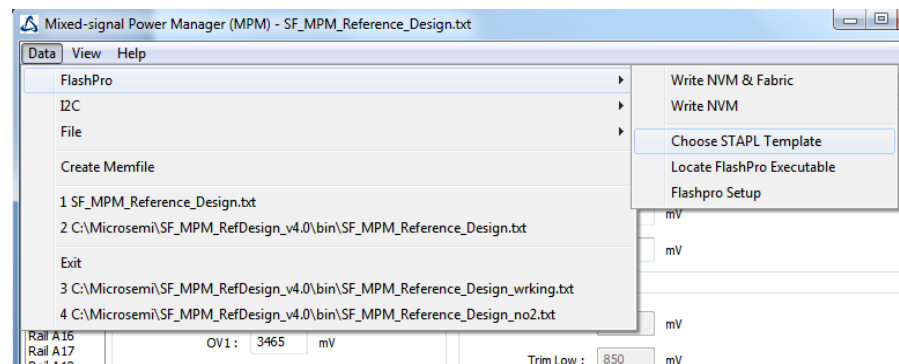 Mixed-signal Power Manager (MPM) - SF_MPM_Reference_Design.txt
Data View Help
FlashPro
Write NVM & Fabric
I2C
Write NVM
File
Choose STAPL Template
Create Memfile
Locate FlashPro Executable
Flashpro Setup
1 SF_MPM_Reference_Design.txt
mV
2 C:\Microsemi\SF_MPM_RefDesign_v4.0\bin\SF_MPM_Reference_Design.txt
mV
Exit
3 C:\Microsemi\SF_MPM_RefDesign_v4.0\bin\SF_MPM_Reference_Design_wrking.txt
4 C:\Microsemi\SF_MPM_RefDesign_v4.0\bin\SF_MPM_Reference_Design_no2.txt
mV
Rail A16
OV1: 3465 mV
Rail A17
Trim Low: 850 mV